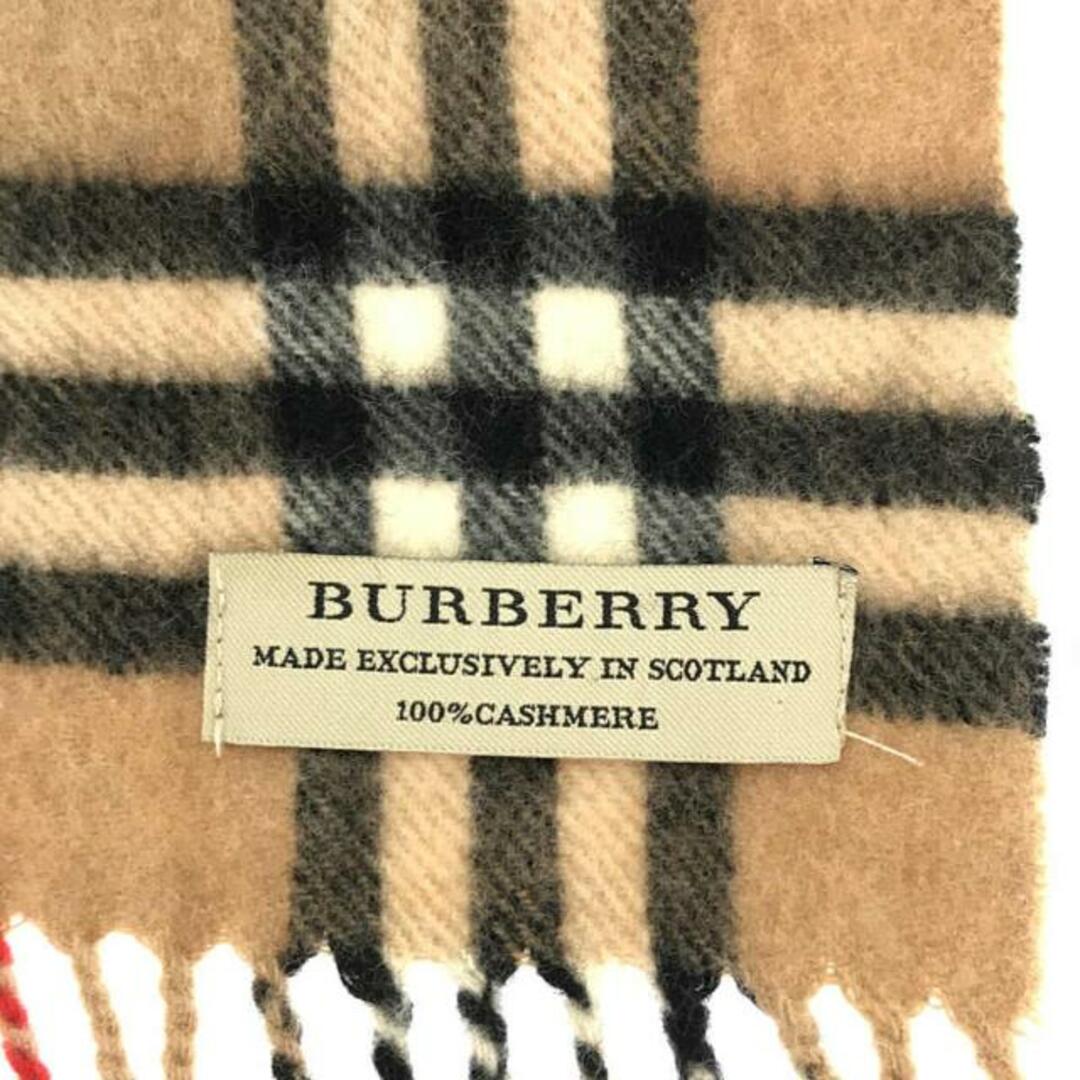 BURBERRY
MADE EXCLUSIVELY IN SCOTLAND
100%CASHMERE